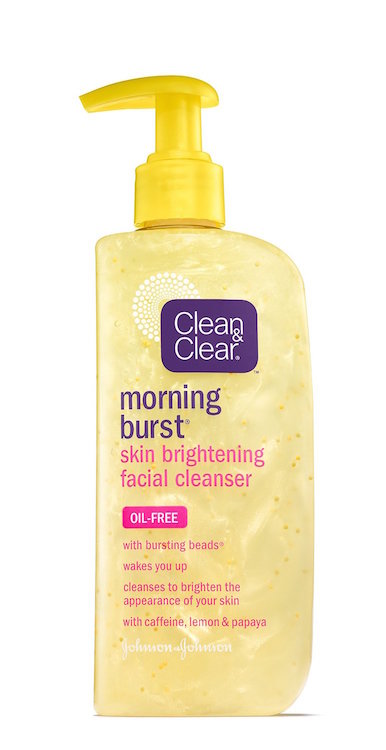 Clean
&
Clear®
™
morning
burst®
skin brightening
facial cleanser
OIL-FREE
with bursting beads®
wakes you up
cleanses to brighten the
appearance of your skin
with caffeine, lemon & papaya
Johnson & Johnson